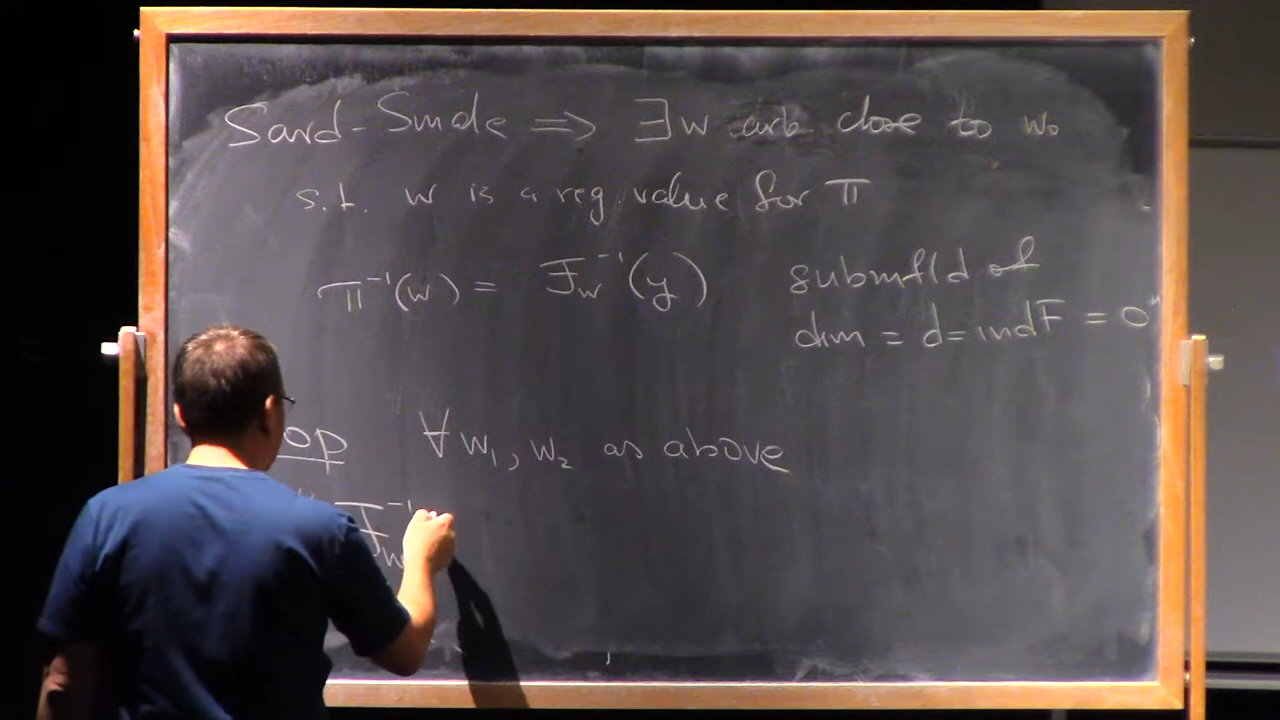 Sard-Smale ⟹ ∃ w arb. close to w₀
s.t. w is a reg. value for π
π⁻¹(w) = F_w⁻¹(y) submfld of
dim = d = ind F = 0"
op ∀ w₁, w₂ as above
F_w⁻¹